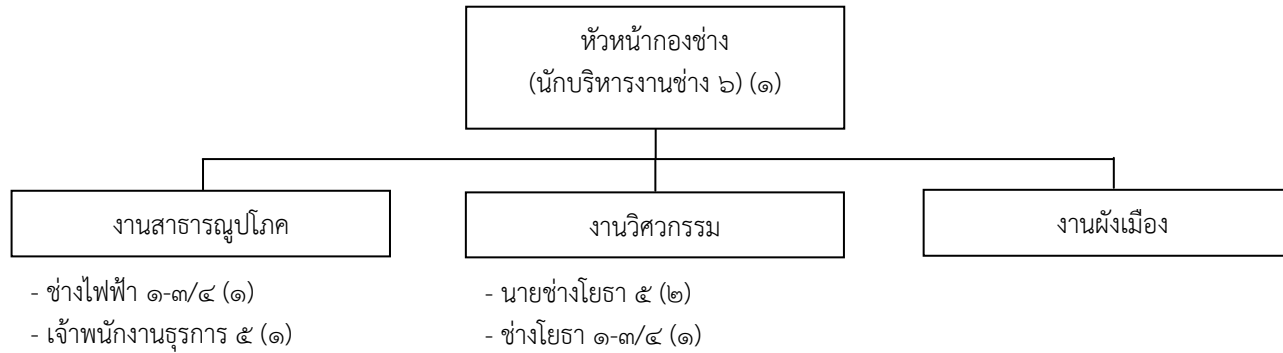 หัวหน้ากองช่าง
(นักบริหารงานช่าง ๖) (๑)
งานสาธารณูปโภค
- ช่างไฟฟ้า ๑-๓/๔ (๑)
- เจ้าพนักงานธุรการ ๕ (๑)
งานวิศวกรรม
- นายช่างโยธา ๕ (๒)
- ช่างโยธา ๑-๓/๔ (๑)
งานผังเมือง